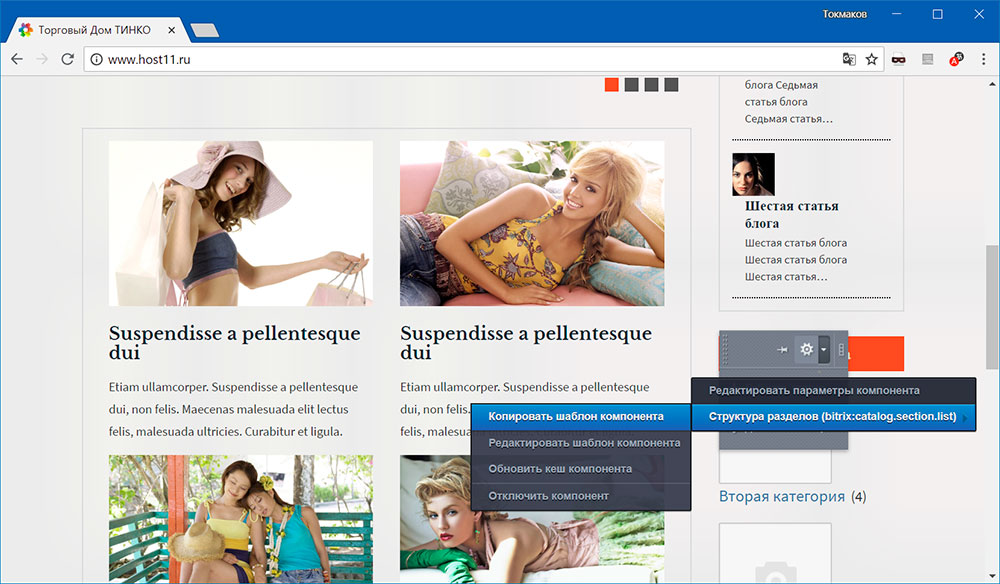 Токмаков
Торговый Дом ТИНКО
www.host11.ru
блога Седьмая
статья блога
Седьмая статья…
Шестая статья
блога
Шестая статья блога
Шестая статья блога
Шестая статья…
Suspendisse a pellentesque
dui
Etiam ullamcorper. Suspendisse a pellentesque
dui, non felis. Maecenas malesuada elit lectus
felis, malesuada ultricies. Curabitur et ligula.
Suspendisse a pellentesque
dui
Etiam ullamcorper. Suspendisse a pellentesque
dui, non felis.
felis,
Редактировать параметры компонента
Структура разделов (bitrix:catalog.section.list)
Копировать шаблон компонента
Редактировать шаблон компонента
Обновить кеш компонента
Отключить компонент
Вторая категория (4)